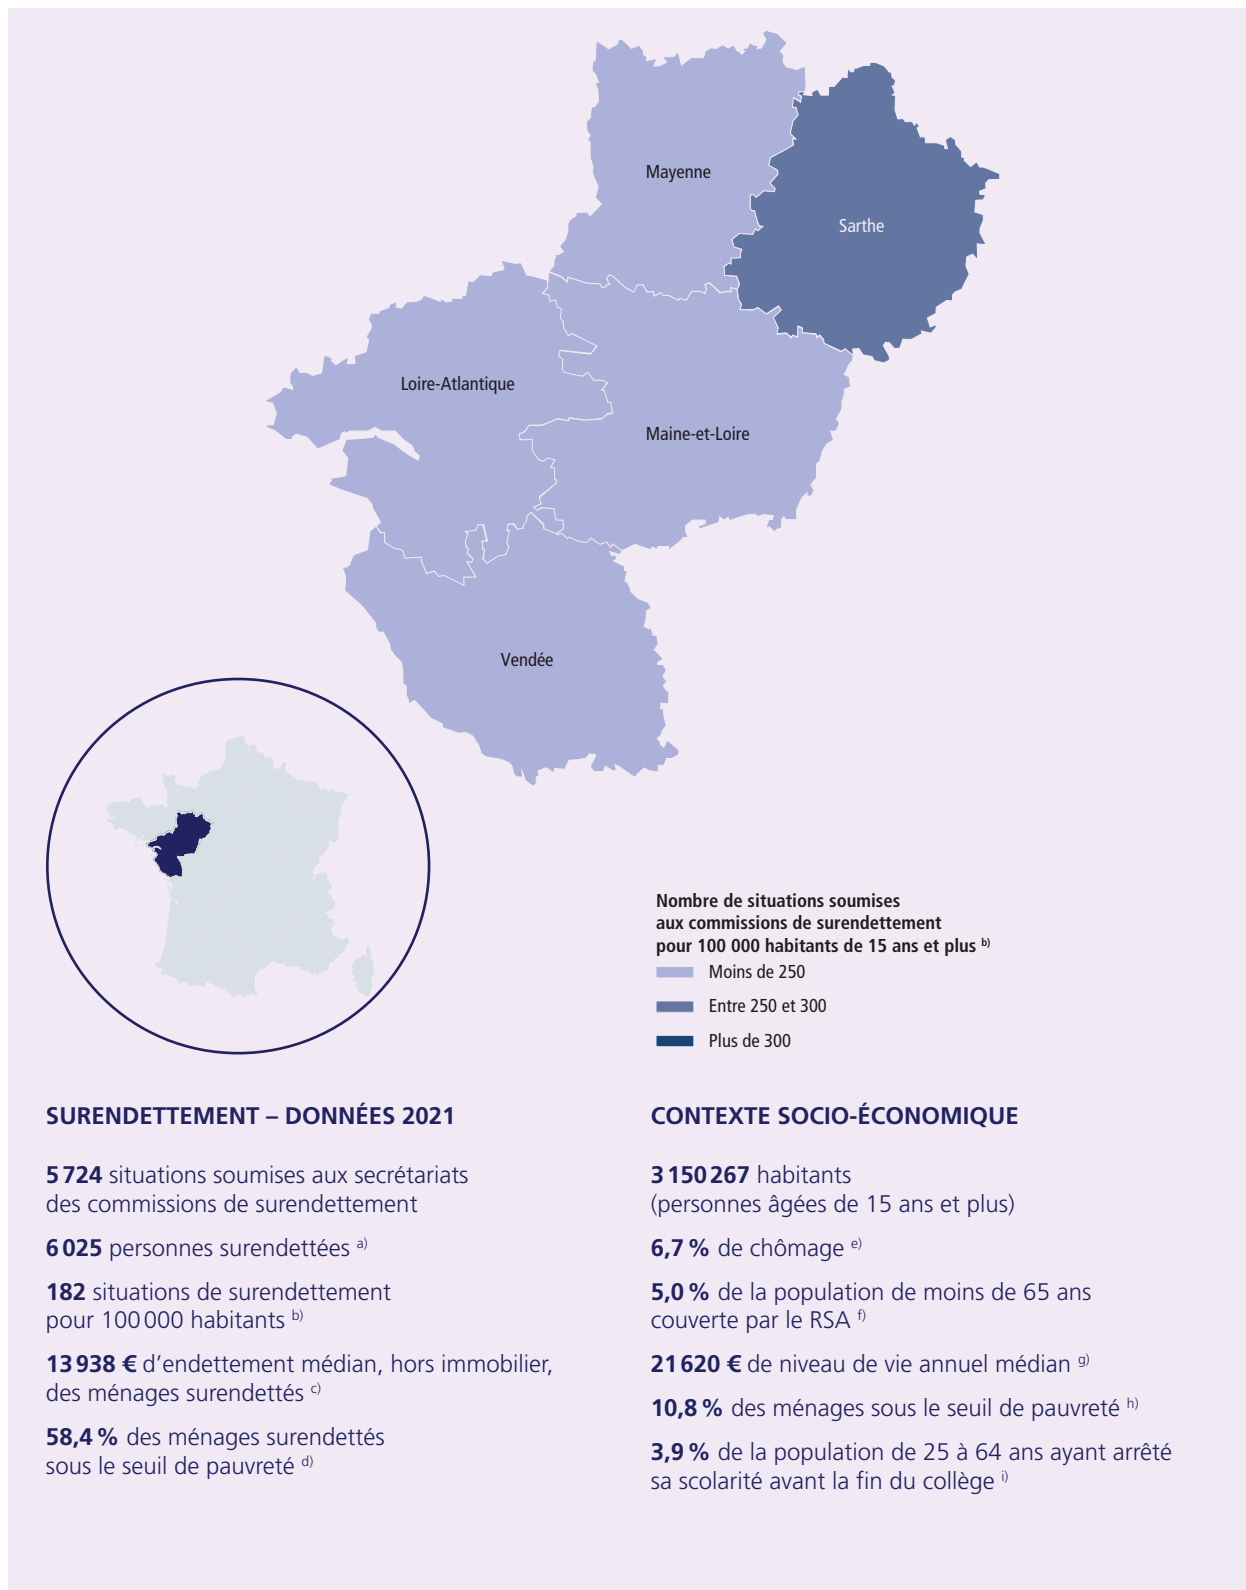 Mayenne
Sarthe
Loire-Atlantique
Maine-et-Loire
Vendée
Nombre de situations soumises
aux commissions de surendettement
pour 100 000 habitants de 15 ans et plus b)
Moins de 250
Entre 250 et 300
Plus de 300
SURENDETTEMENT – DONNÉES 2021
5 724 situations soumises aux secrétariats
des commissions de surendettement
6 025 personnes surendettées a)
182 situations de surendettement
pour 100 000 habitants b)
13 938 € d’endettement médian, hors immobilier,
des ménages surendettés c)
58,4 % des ménages surendettés
sous le seuil de pauvreté d)
CONTEXTE SOCIO-ÉCONOMIQUE
3 150 267 habitants
(personnes âgées de 15 ans et plus)
6,7 % de chômage e)
5,0 % de la population de moins de 65 ans
couverte par le RSA f)
21 620 € de niveau de vie annuel médian g)
10,8 % des ménages sous le seuil de pauvreté h)
3,9 % de la population de 25 à 64 ans ayant arrêté
sa scolarité avant la fin du collège i)